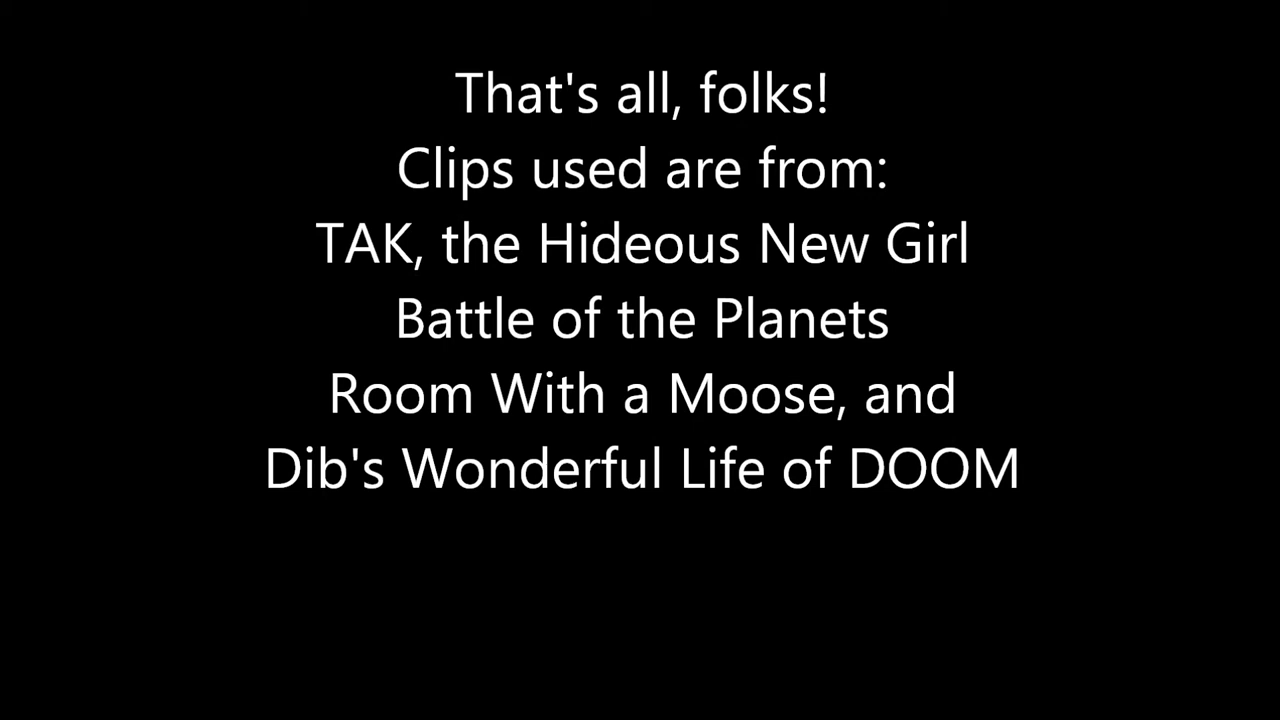 That's all, folks!
Clips used are from:
TAK, the Hideous New Girl
Battle of the Planets
Room With a Moose, and
Dib's Wonderful Life of DOOM